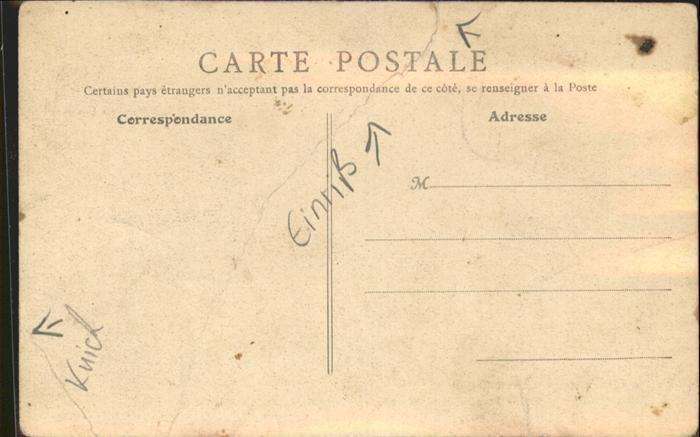 CARTE POSTALE
Certains pays étrangers n'acceptant pas la correspondance de ce côté, se renseigner à la Poste
Correspondance
Adresse
M
Einriß
Knick